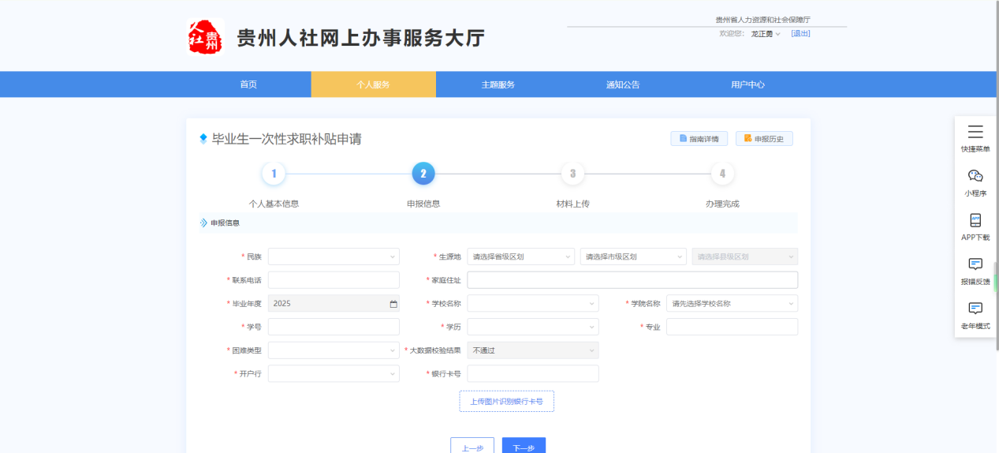 贵州省人力资源和社会保障厅
人社贵州
贵州人社网上办事服务大厅
欢迎您: 龙正勇 [退出]
首页 个人服务 主题服务 通知公告 用户中心
毕业生一次性求职补贴申请 指南详情 申报历史
1 2 3 4
个人基本信息 申报信息 材料上传 办理完成
申报信息
* 民族 * 生源地 请选择省级区划 请选择市级区划 请选择县级区划
* 联系电话 * 家庭住址
* 毕业年度 2025 * 学校名称 * 学院名称 请先选择学校名称
* 学号 * 学历 * 专业
* 困难类型 * 大数据校验结果 不通过
* 开户行 * 银行卡号
上传图片识别银行卡号
上一步 下一步
快捷菜单
小程序
APP
APP下载
报错反馈
老年模式